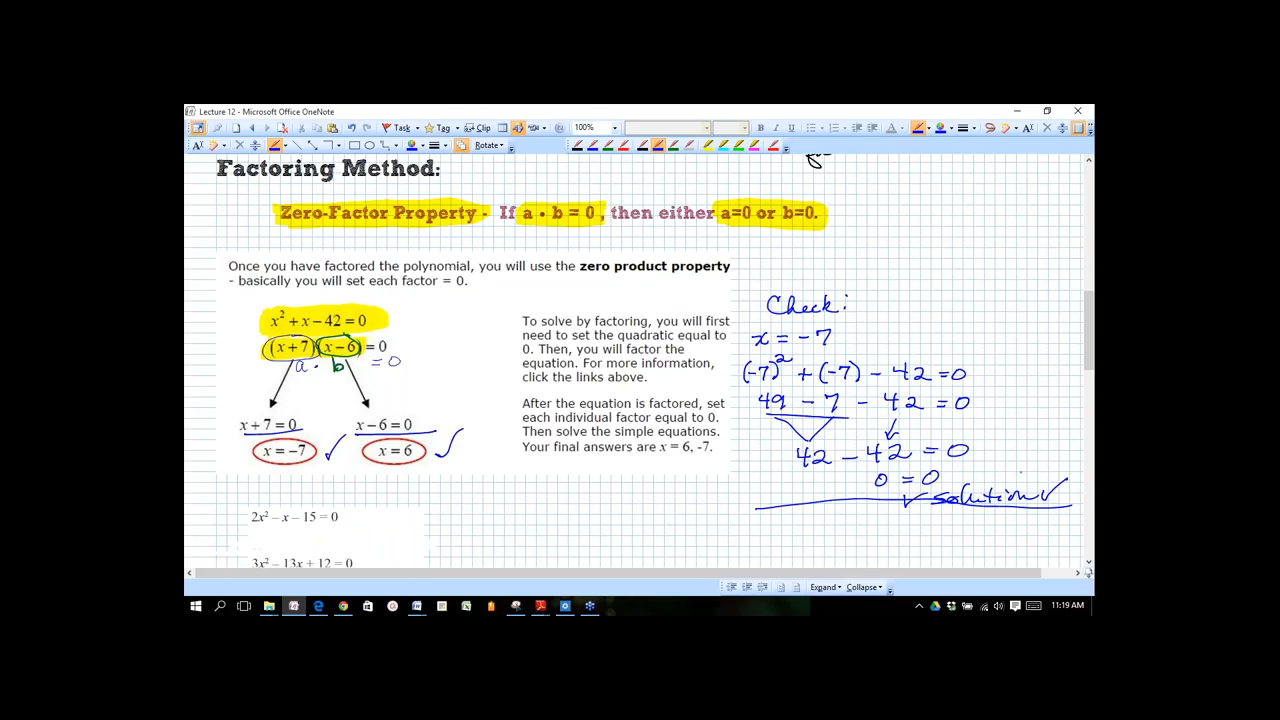 Lecture 12 - Microsoft Office OneNote
Task Tag Clip 100% B I U
Rotate
Factoring Method:
Zero-Factor Property - If a • b = 0 , then either a=0 or b=0.
Once you have factored the polynomial, you will use the zero product property
- basically you will set each factor = 0.
x² + x – 42 = 0
(x + 7)(x – 6) = 0
a · b = 0
x + 7 = 0 x – 6 = 0
x = –7 ✓ x = 6 ✓
To solve by factoring, you will first
need to set the quadratic equal to
0. Then, you will factor the
equation. For more information,
click the links above.
After the equation is factored, set
each individual factor equal to 0.
Then solve the simple equations.
Your final answers are x = 6, -7.
Check:
x = -7
(-7)² + (-7) - 42 = 0
49 - 7 - 42 = 0
42 - 42 = 0
0 = 0
✓ solution ✓
2x² – x – 15 = 0
3x² – 13x + 12 = 0
Expand Collapse
11:19 AM